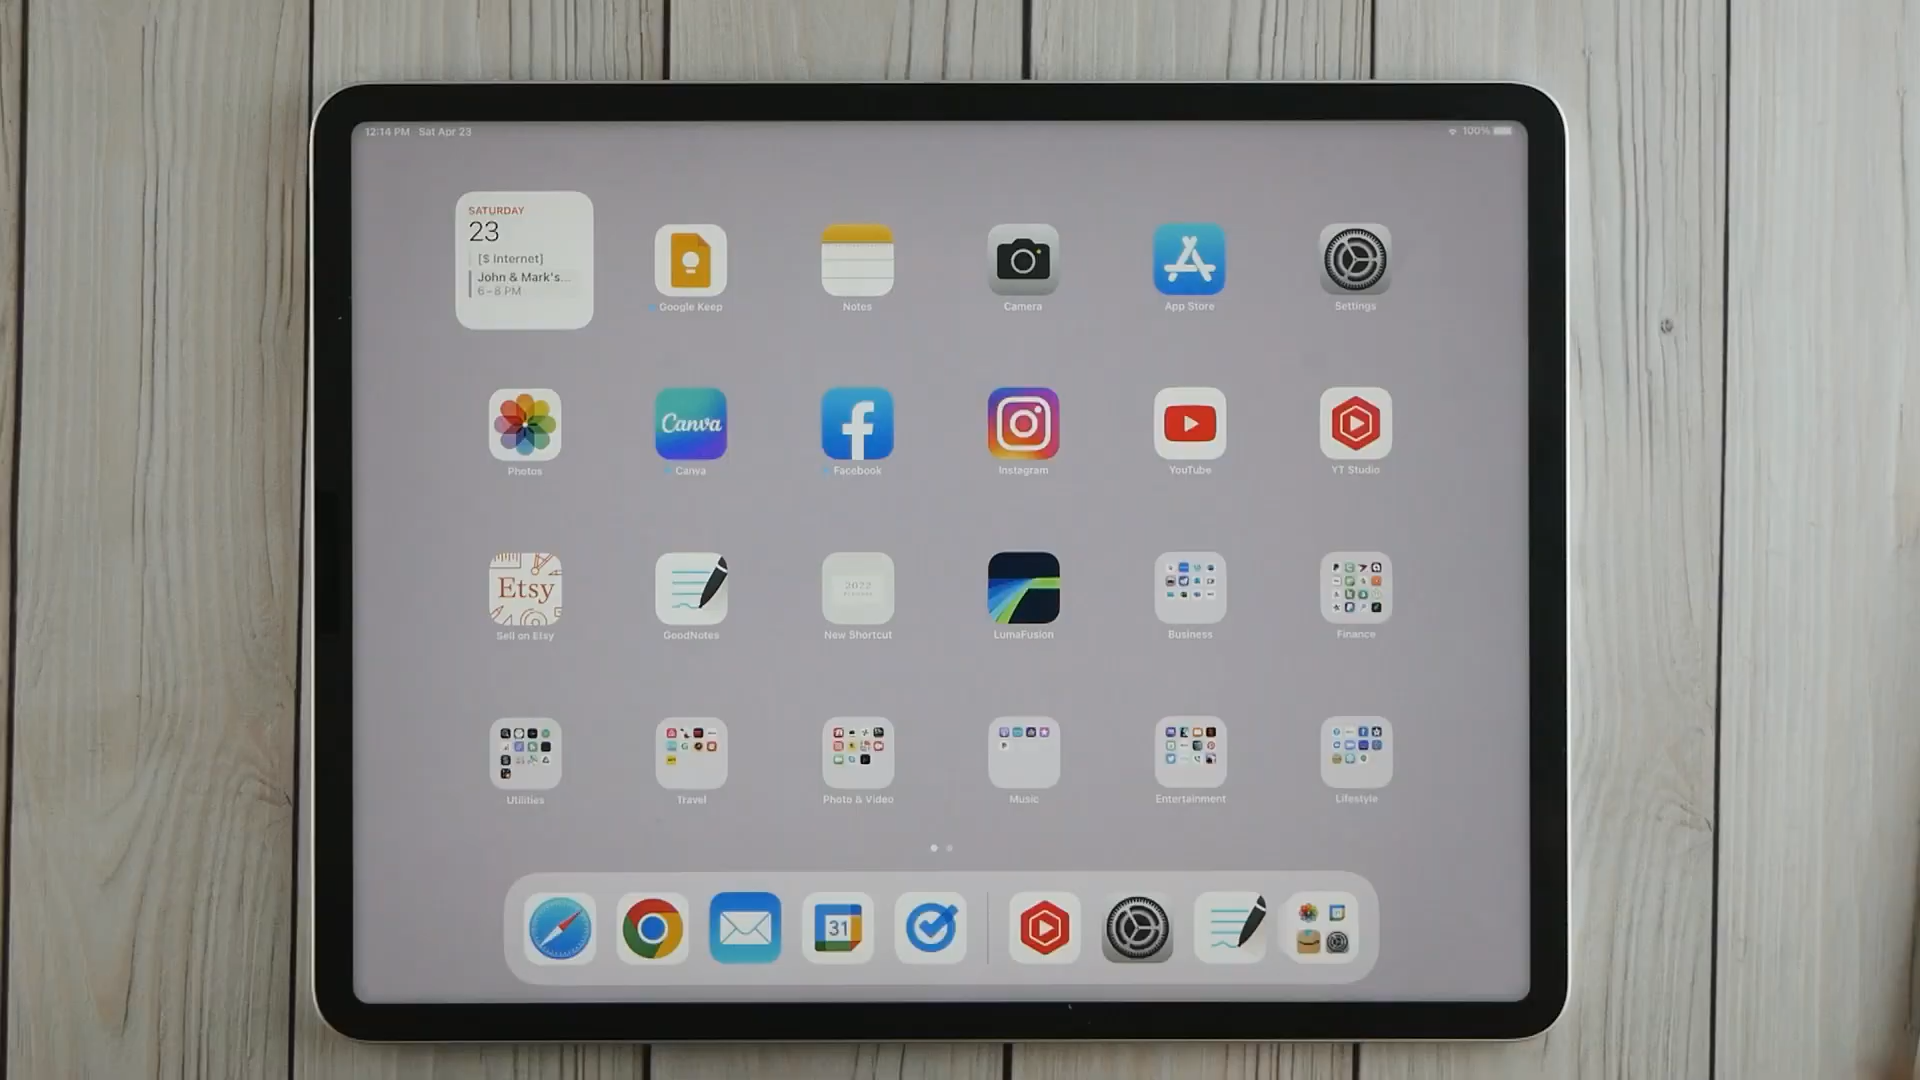 12:14 PM Sat Apr 23
100%
SATURDAY
23
[$ Internet]
John & Mark's...
6–8 PM
Google Keep
Notes
Camera
App Store
Settings
Canva
Photos
Canva
Facebook
Instagram
YouTube
YT Studio
Etsy
2022
Sell on Etsy
GoodNotes
New Shortcut
LumaFusion
Business
Finance
Utilities
Travel
Photo & Video
Music
Entertainment
Lifestyle
31